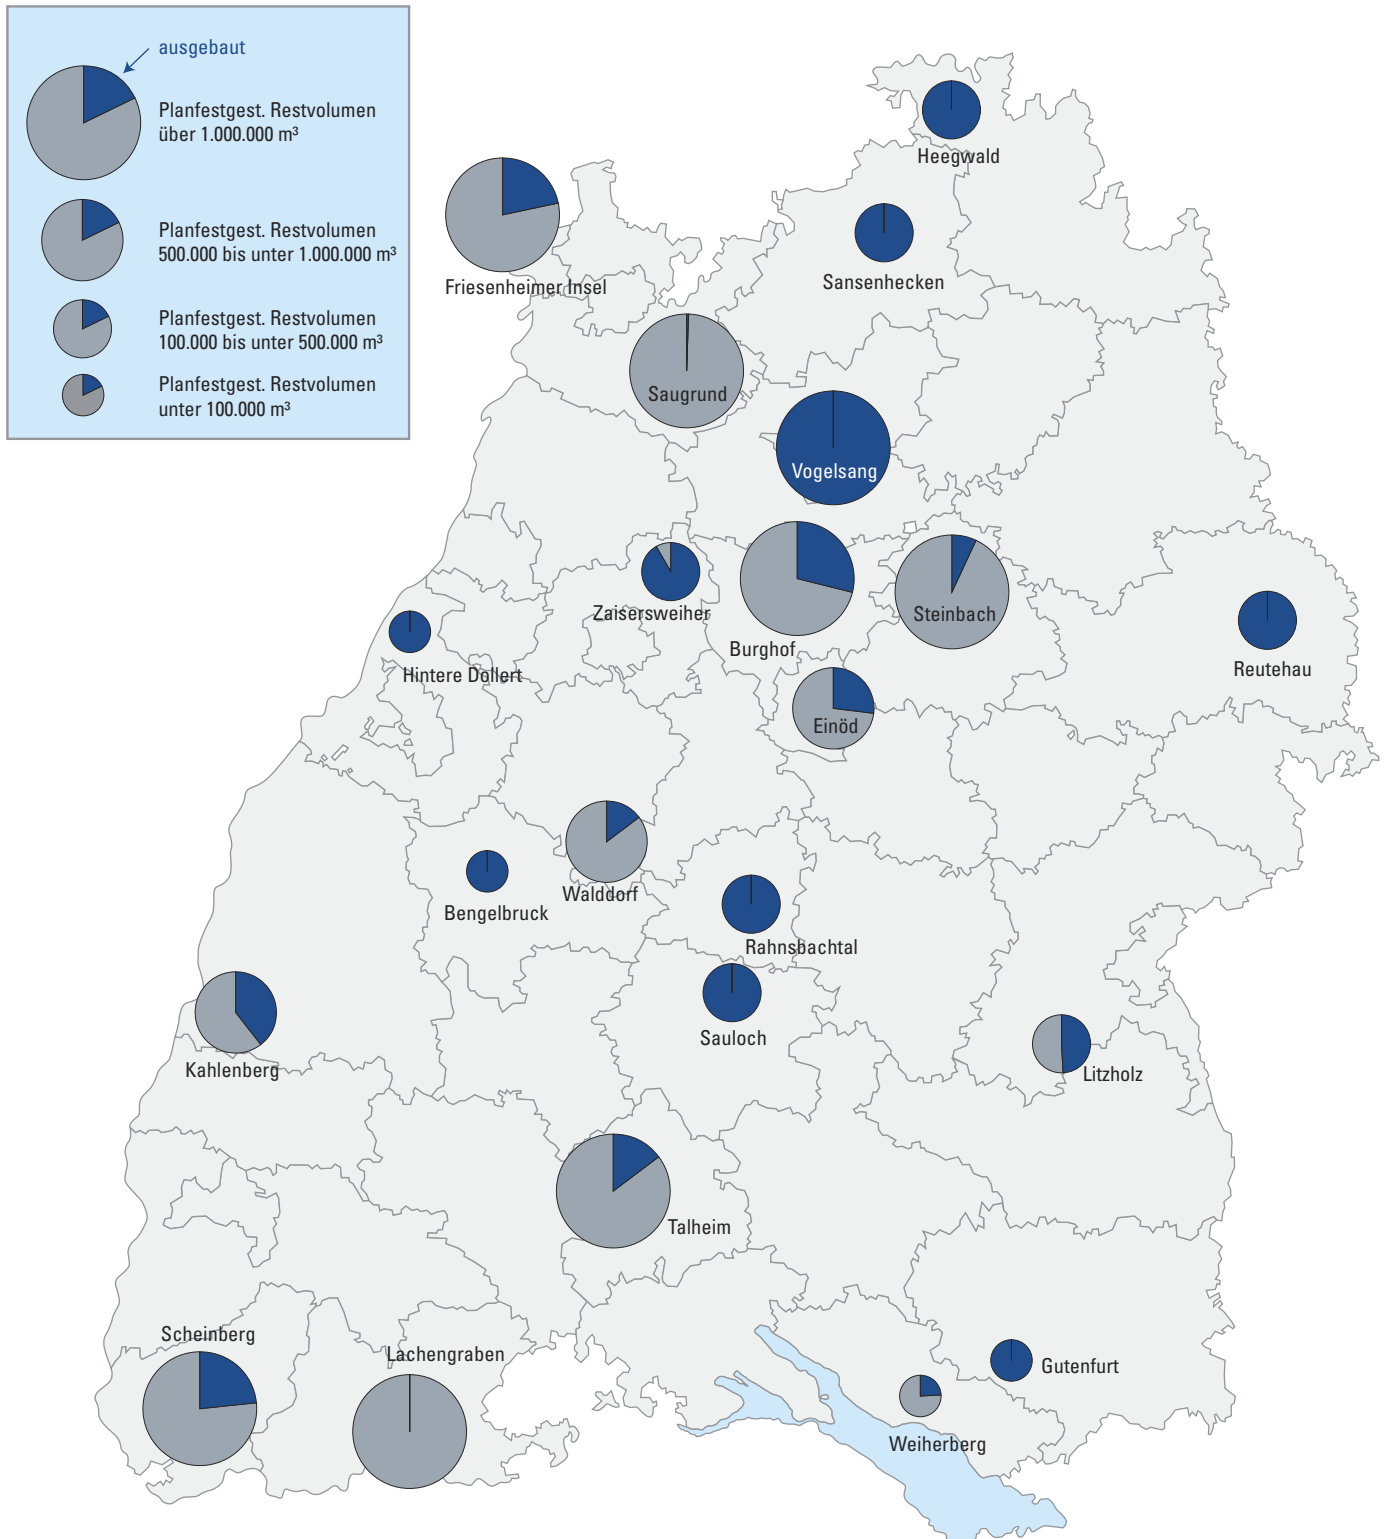 ausgebaut
Planfestgest. Restvolumen
über 1.000.000 m³
Planfestgest. Restvolumen
500.000 bis unter 1.000.000 m³
Planfestgest. Restvolumen
100.000 bis unter 500.000 m³
Planfestgest. Restvolumen
unter 100.000 m³
Heegwald
Sansenhecken
Friesenheimer Insel
Saugrund
Vogelsang
Zaisersweiher
Steinbach
Burghof
Reutehau
Hintere Dollert
Einöd
Walddorf
Bengelbruck
Rahnsbachtal
Sauloch
Kahlenberg
Litzholz
Talheim
Scheinberg
Lachengraben
Gutenfurt
Weiherberg